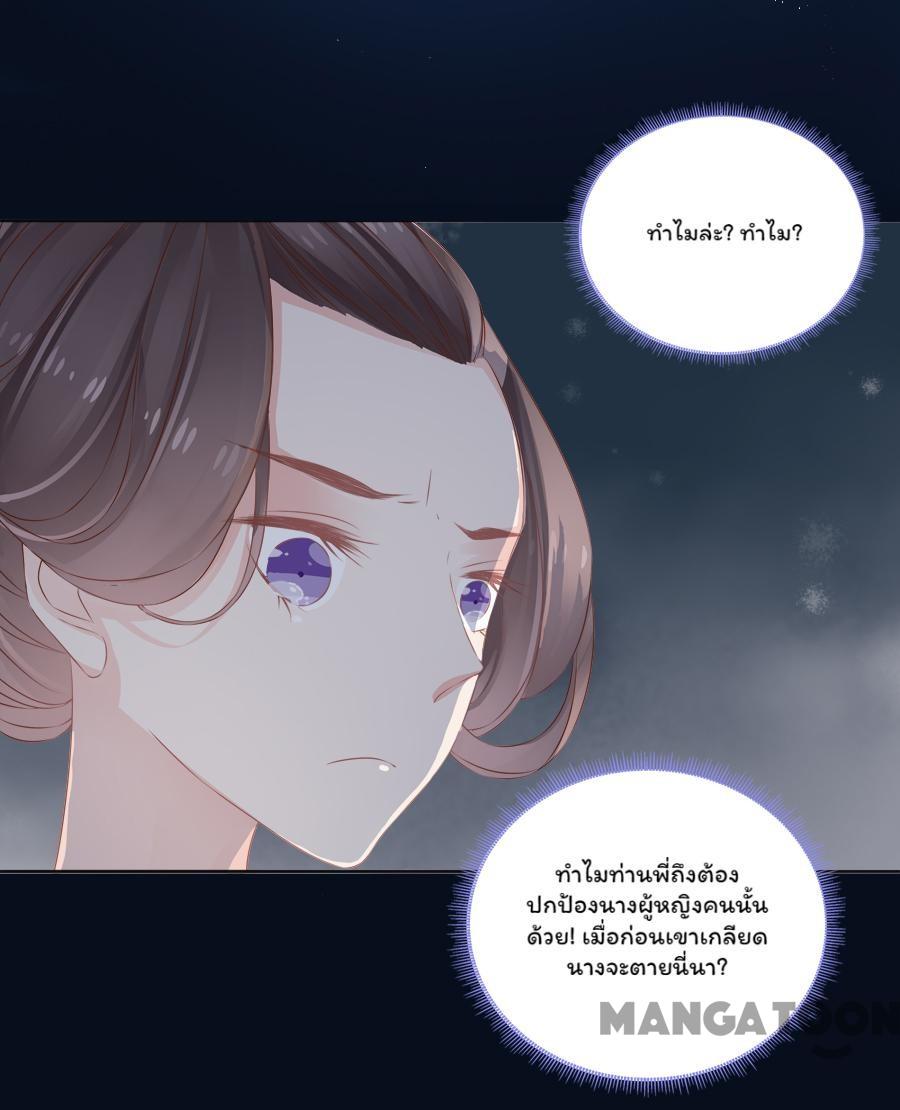 ทำไมล่ะ? ทำไม?
ทำไมท่านพี่ถึงต้อง
ปกป้องนางผู้หญิงคนนั้น
ด้วย! เมื่อก่อนเขาเกลียด
นางจะตายนี่นา?
MANGATOON